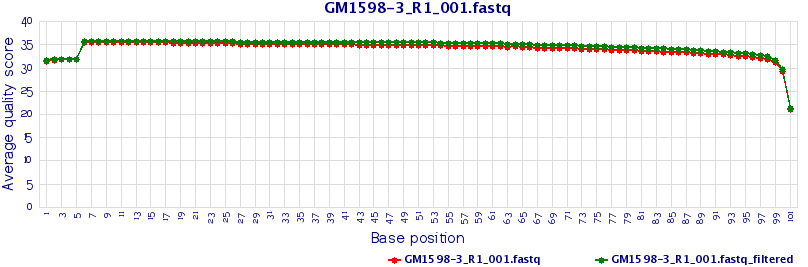 GM1598-3_R1_001.fastq
Average quality score
40
35
30
25
20
15
10
5
0
1 3 5 7 9 11 13 15 17 19 21 23 25 27 29 31 33 35 37 39 41 43 45 47 49 51 53 55 57 59 61 63 65 67 69 71 73 75 77 79 81 83 85 87 89 91 93 95 97 99 101
Base position
GM1598-3_R1_001.fastq GM1598-3_R1_001.fastq_filtered